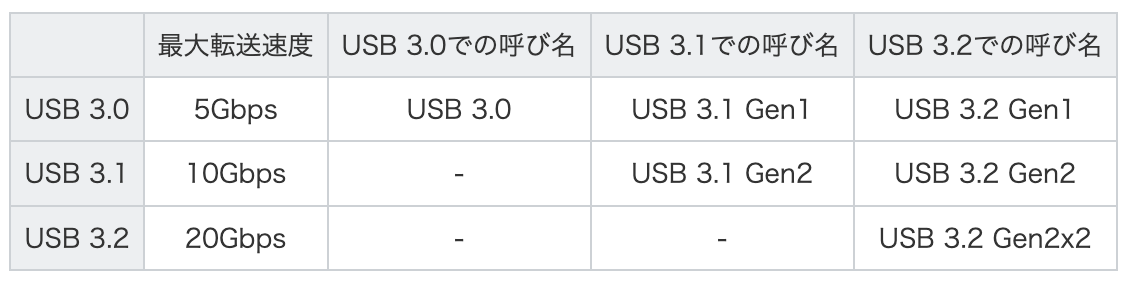 最大転送速度 USB 3.0での呼び名 USB 3.1での呼び名 USB 3.2での呼び名
USB 3.0 5Gbps USB 3.0 USB 3.1 Gen1 USB 3.2 Gen1
USB 3.1 10Gbps - USB 3.1 Gen2 USB 3.2 Gen2
USB 3.2 20Gbps - - USB 3.2 Gen2x2